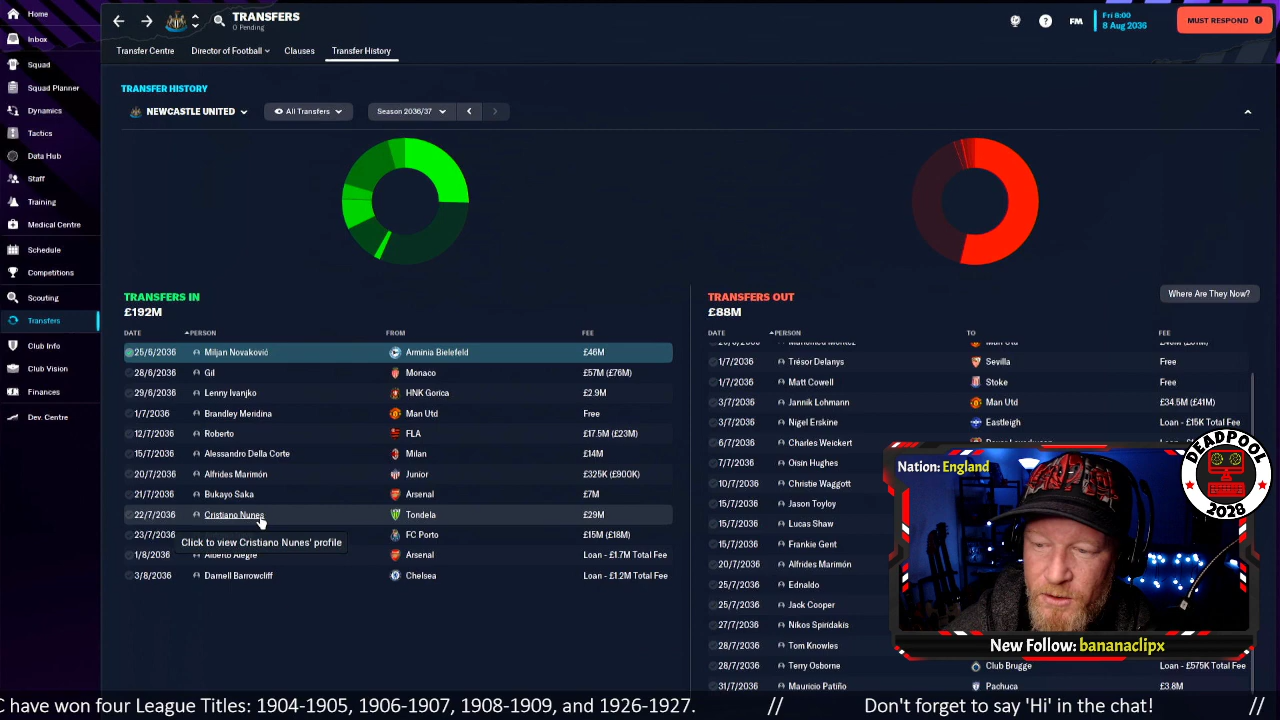 Home
Inbox
Squad
Squad Planner
Dynamics
Tactics
Data Hub
Staff
Training
Medical Centre
Schedule
Competitions
Scouting
Transfers
Club Info
Club Vision
Finances
Dev. Centre
TRANSFERS
0 Pending
FM
Fri 8:00
8 Aug 2036
MUST RESPOND
Transfer Centre
Director of Football
Clauses
Transfer History
TRANSFER HISTORY
NEWCASTLE UNITED
All Transfers
Season 2036/37
TRANSFERS IN
£192M
DATE PERSON FROM FEE
25/6/2036 Miljan Novaković Arminia Bielefeld £46M
28/6/2036 Gil Monaco £57M (£76M)
29/6/2036 Lenny Ivanjko HNK Gorica £2.9M
1/7/2036 Brandley Meridina Man Utd Free
12/7/2036 Roberto FLA £17.5M (£23M)
15/7/2036 Alessandro Della Corte Milan £14M
20/7/2036 Alfrides Marimón Junior £325K (£900K)
21/7/2036 Bukayo Saka Arsenal £7M
22/7/2036 Cristiano Nunes Tondela £29M
23/7/2036 FC Porto £15M (£18M)
Click to view Cristiano Nunes' profile
1/8/2036 Alberto Alegre Arsenal Loan - £1.7M Total Fee
3/8/2036 Darnell Barrowcliff Chelsea Loan - £1.2M Total Fee
TRANSFERS OUT
£88M
Where Are They Now?
DATE PERSON TO FEE
1/7/2036 Trésor Delanys Sevilla Free
1/7/2036 Matt Cowell Stoke Free
3/7/2036 Jannik Lohmann Man Utd £34.5M (£41M)
3/7/2036 Nigel Erskine Eastleigh Loan - £15K Total Fee
6/7/2036 Charles Weickert
7/7/2036 Oisín Hughes
10/7/2036 Christie Waggott
15/7/2036 Jason Toyloy
15/7/2036 Lucas Shaw
15/7/2036 Frankie Gent
20/7/2036 Alfrides Marimón
25/7/2036 Ednaldo
25/7/2036 Jack Cooper
27/7/2036 Nikos Spiridakis
28/7/2036 Tom Knowles
28/7/2036 Terry Osborne Club Brugge Loan - £575K Total Fee
31/7/2036 Mauricio Patiño Pachuca £3.8M
Nation: England
DEADPOOL
2028
New Follow: bananaclipx
C have won four League Titles: 1904-1905, 1906-1907, 1908-1909, and 1926-1927. // Don't forget to say 'Hi' in the chat! //